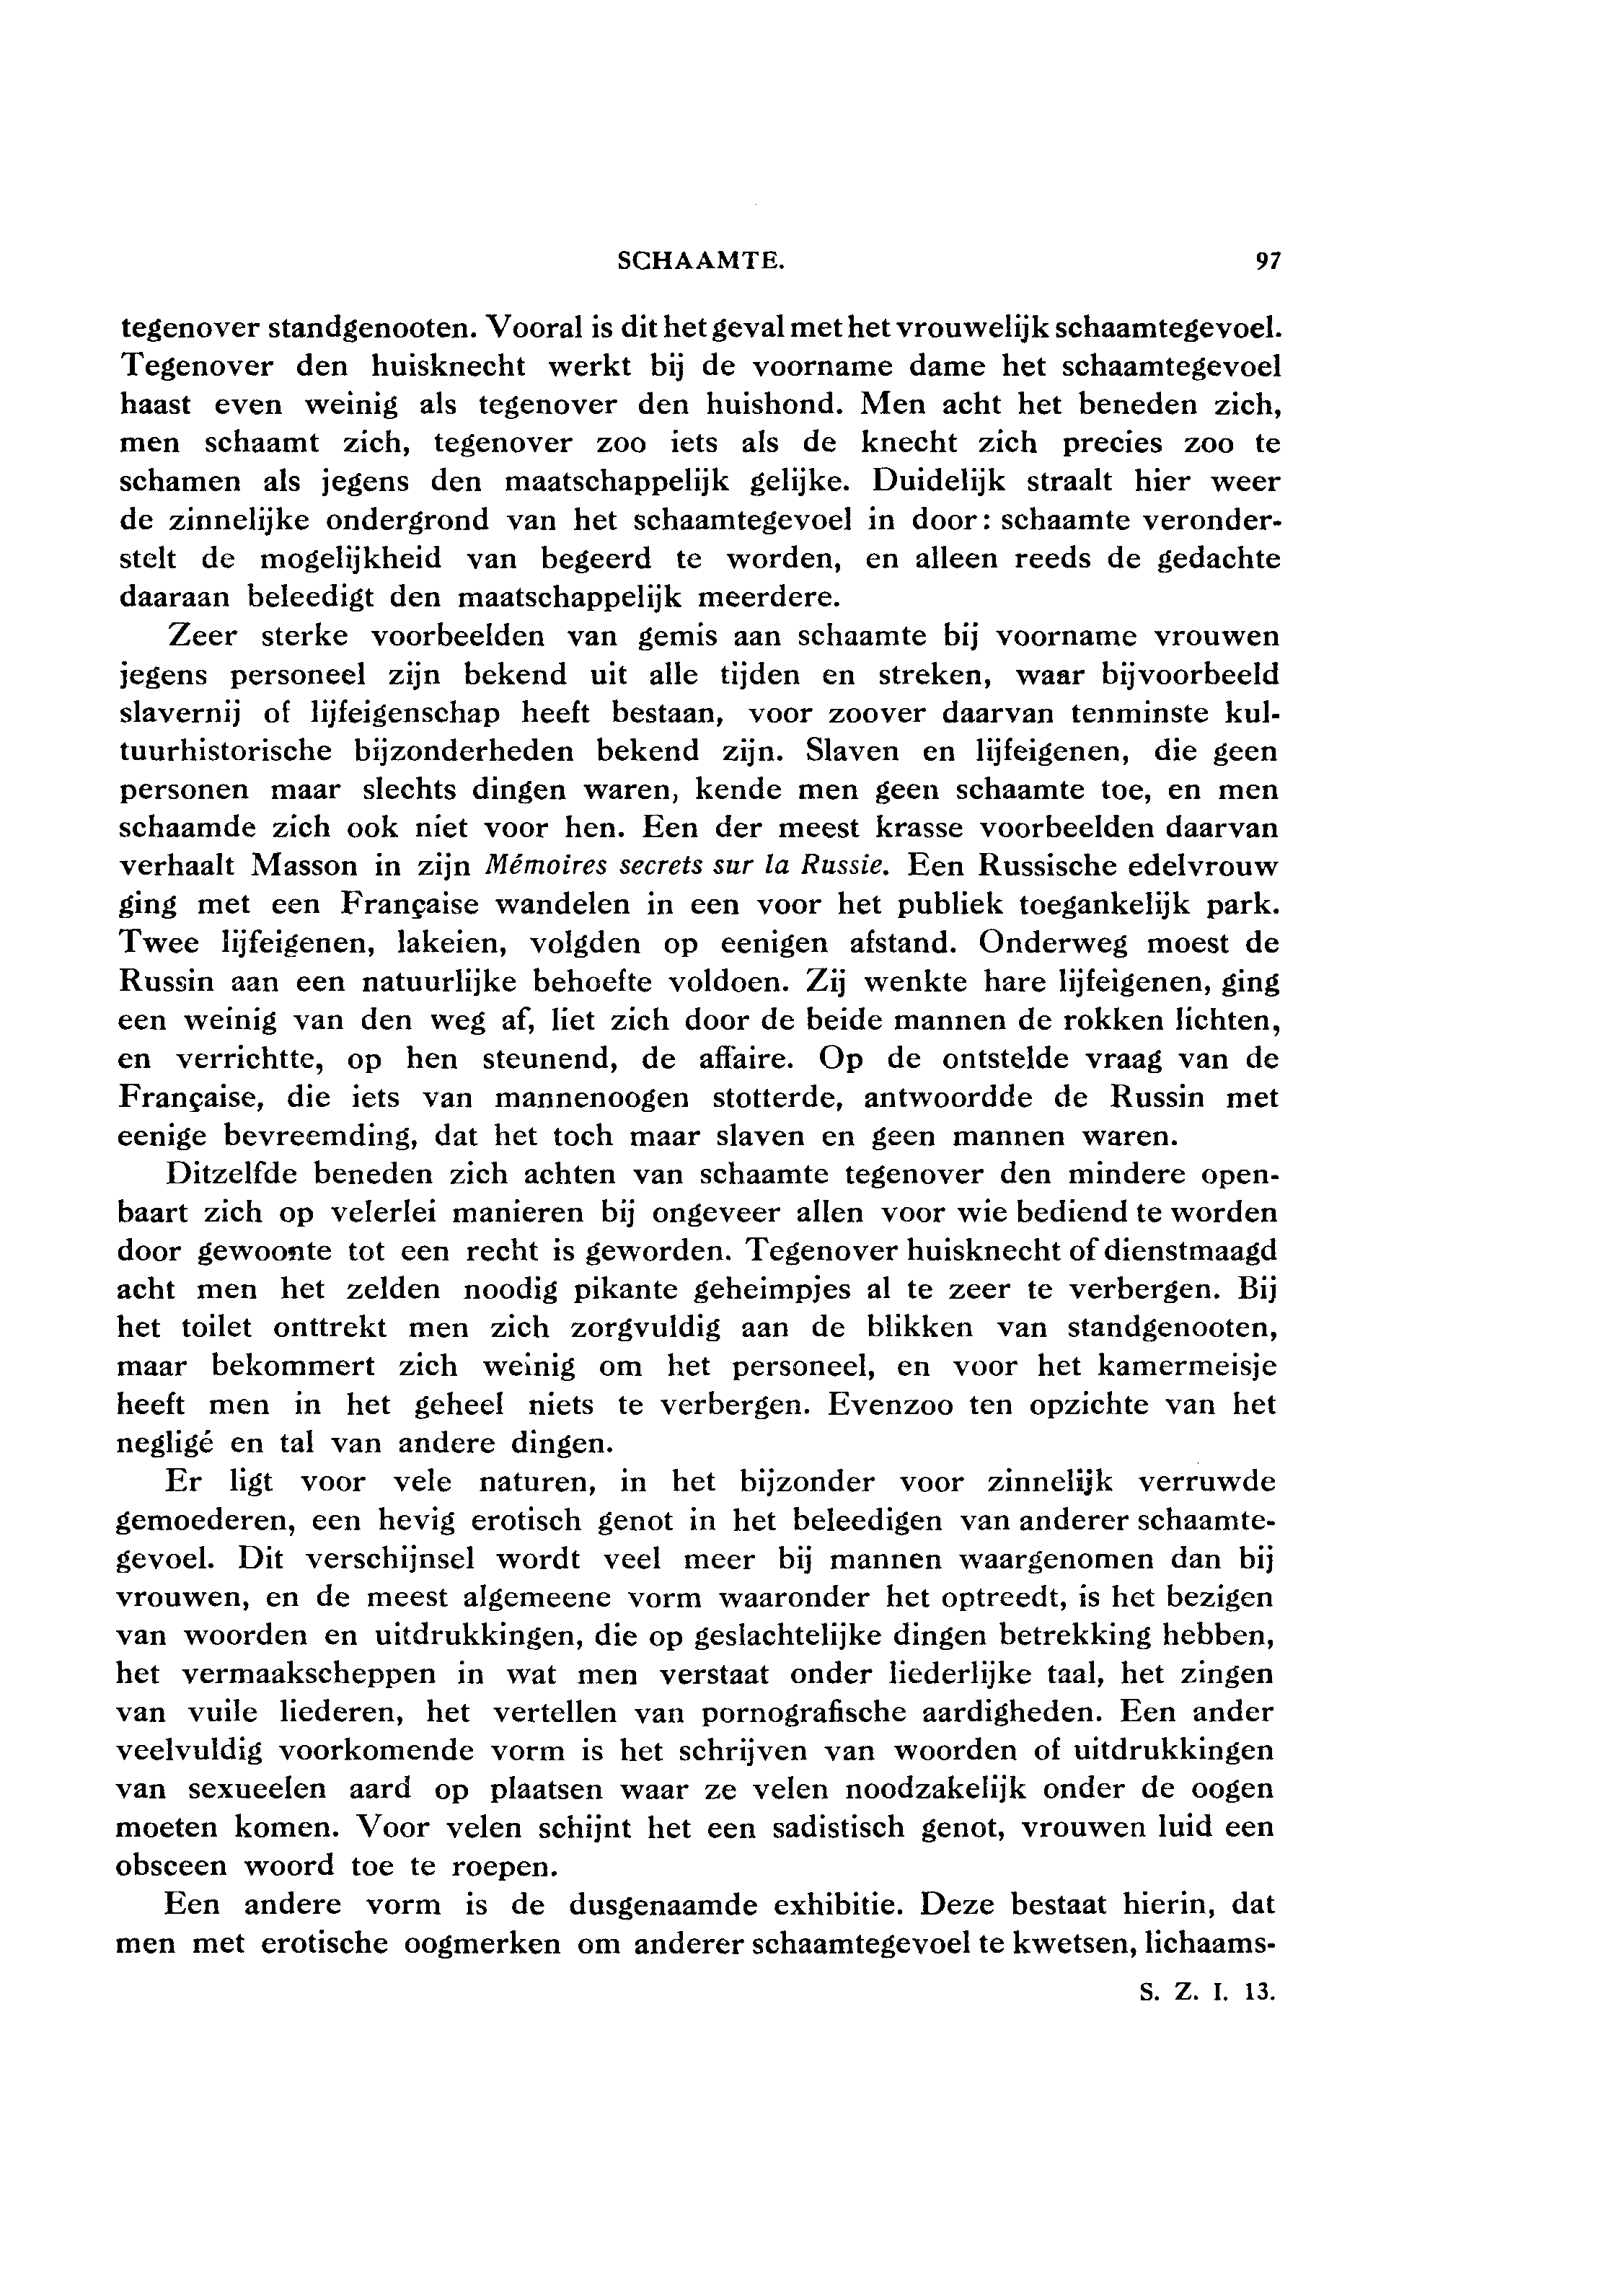 SCHAAMTE. 97
tegenover standgenooten. Vooral is dit het geval met het vrouwelijk schaamtegevoel.
Tegenover den huisknecht werkt bij de voorname dame het schaamtegevoel
haast even weinig als tegenover den huishond. Men acht het beneden zich,
men schaamt zich, tegenover zoo iets als de knecht zich precies zoo te
schamen als jegens den maatschappelijk gelijke. Duidelijk straalt hier weer
de zinnelijke ondergrond van het schaamtegevoel in door: schaamte veronder-
stelt de mogelijkheid van begeerd te worden, en alleen reeds de gedachte
daaraan beleedigt den maatschappelijk meerdere.
Zeer sterke voorbeelden van gemis aan schaamte bij voorname vrouwen
jegens personeel zijn bekend uit alle tijden en streken, waar bijvoorbeeld
slavernij of lijfeigenschap heeft bestaan, voor zoover daarvan tenminste kul-
tuurhistorische bijzonderheden bekend zijn. Slaven en lijfeigenen, die geen
personen maar slechts dingen waren, kende men geen schaamte toe, en men
schaamde zich ook niet voor hen. Een der meest krasse voorbeelden daarvan
verhaalt Masson in zijn Mémoires secrets sur la Russie. Een Russische edelvrouw
ging met een Française wandelen in een voor het publiek toegankelijk park.
Twee lijfeigenen, lakeien, volgden op eenigen afstand. Onderweg moest de
Russin aan een natuurlijke behoefte voldoen. Zij wenkte hare lijfeigenen, ging
een weinig van den weg af, liet zich door de beide mannen de rokken lichten,
en verrichtte, op hen steunend, de affaire. Op de ontstelde vraag van de
Française, die iets van mannenoogen stotterde, antwoordde de Russin met
eenige bevreemding, dat het toch maar slaven en geen mannen waren.
Ditzelfde beneden zich achten van schaamte tegenover den mindere open-
baart zich op velerlei manieren bij ongeveer allen voor wie bediend te worden
door gewoonte tot een recht is geworden. Tegenover huisknecht of dienstmaagd
acht men het zelden noodig pikante geheimpjes al te zeer te verbergen. Bij
het toilet onttrekt men zich zorgvuldig aan de blikken van standgenooten,
maar bekommert zich weinig om het personeel, en voor het kamermeisje
heeft men in het geheel niets te verbergen. Evenzoo ten opzichte van het
negligé en tal van andere dingen.
Er ligt voor vele naturen, in het bijzonder voor zinnelijk verruwde
gemoederen, een hevig erotisch genot in het beleedigen van anderer schaamte-
gevoel. Dit verschijnsel wordt veel meer bij mannen waargenomen dan bij
vrouwen, en de meest algemeene vorm waaronder het optreedt, is het bezigen
van woorden en uitdrukkingen, die op geslachtelijke dingen betrekking hebben,
het vermaakscheppen in wat men verstaat onder liederlijke taal, het zingen
van vuile liederen, het vertellen van pornografische aardigheden. Een ander
veelvuldig voorkomende vorm is het schrijven van woorden of uitdrukkingen
van sexueelen aard op plaatsen waar ze velen noodzakelijk onder de oogen
moeten komen. Voor velen schijnt het een sadistisch genot, vrouwen luid een
obsceen woord toe te roepen.
Een andere vorm is de dusgenaamde exhibitie. Deze bestaat hierin, dat
men met erotische oogmerken om anderer schaamtegevoel te kwetsen, lichaams-
S. Z. I. 13.